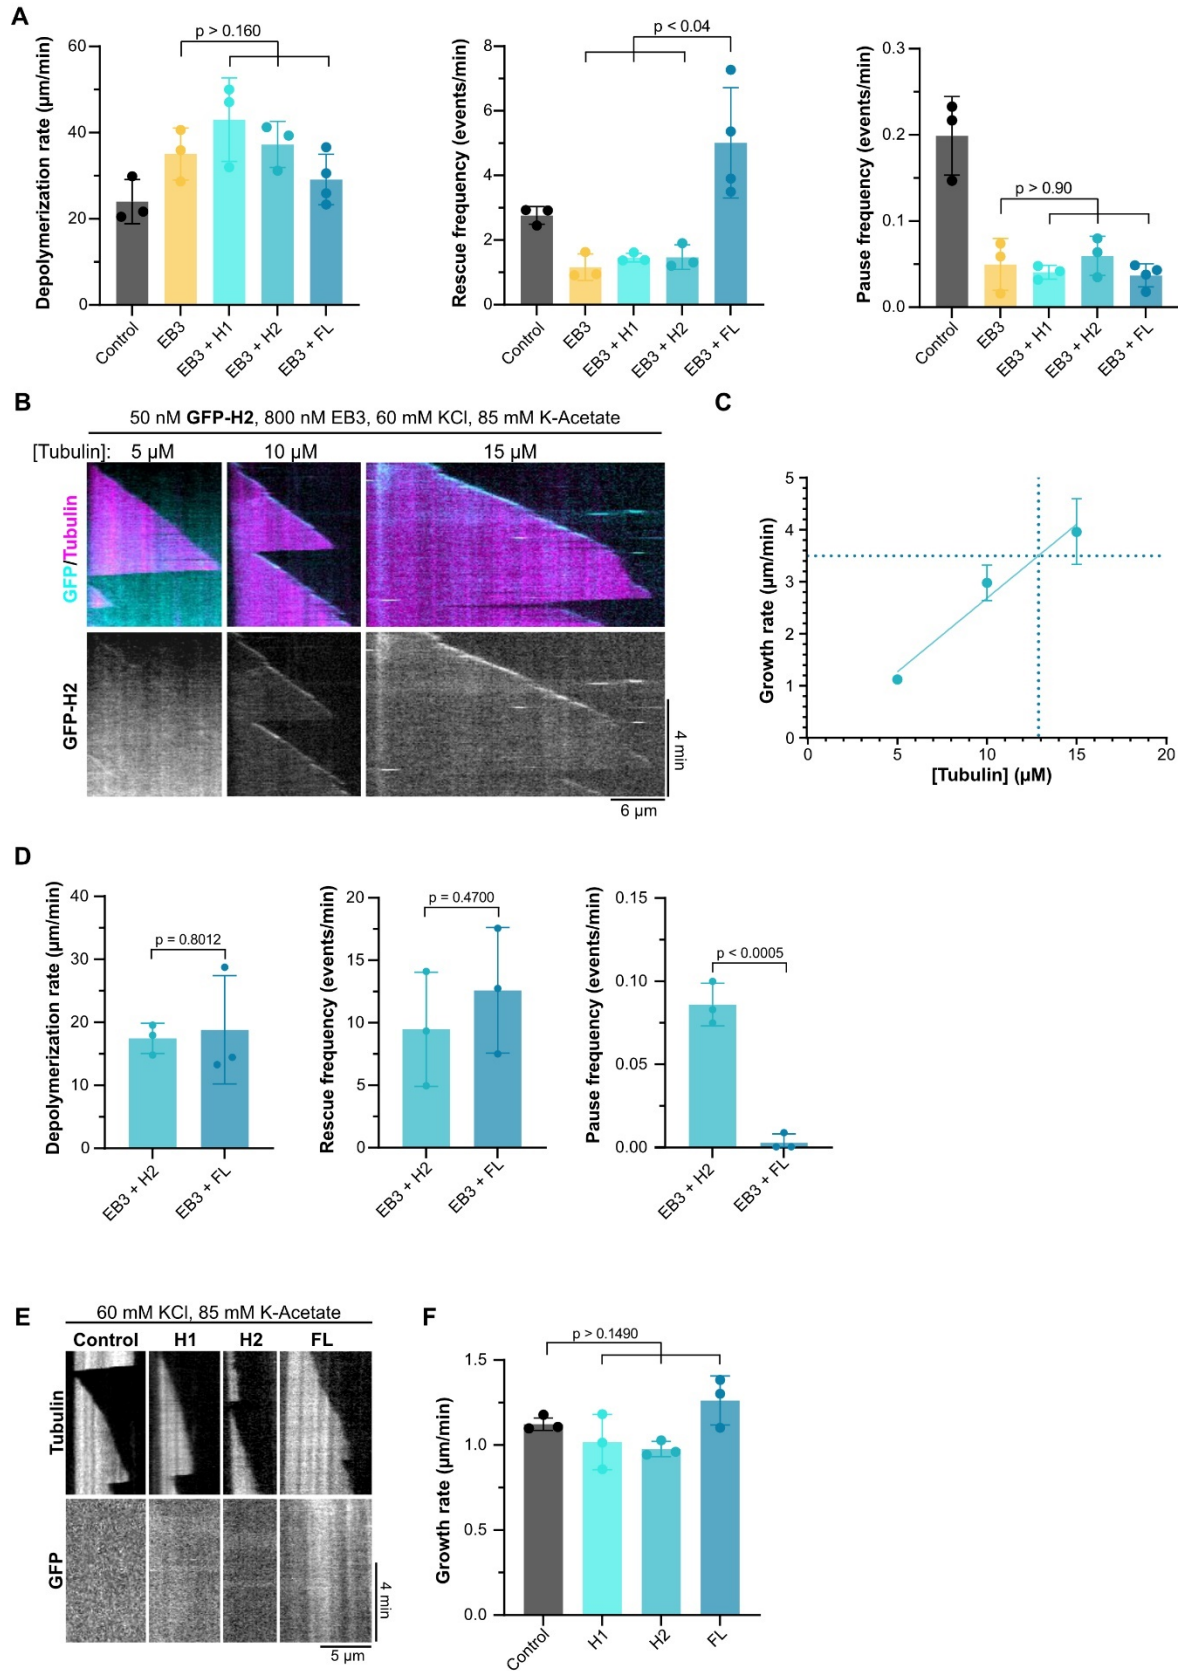 A
Depolymerization rate (µm/min)
60
40
20
0
p > 0.160
Control
EB3
EB3 + H1
EB3 + H2
EB3 + FL
Rescue frequency (events/min)
8
6
4
2
0
p < 0.04
Control
EB3
EB3 + H1
EB3 + H2
EB3 + FL
Pause frequency (events/min)
0.3
0.2
0.1
0.0
p > 0.90
Control
EB3
EB3 + H1
EB3 + H2
EB3 + FL
B
50 nM GFP-H2, 800 nM EB3, 60 mM KCl, 85 mM K-Acetate
[Tubulin]: 5 µM 10 µM 15 µM
GFP/Tubulin
GFP-H2
4 min
6 µm
C
Growth rate (µm/min)
5
4
3
2
1
0
0 5 10 15 20
[Tubulin] (µM)
D
Depolymerization rate (µm/min)
40
30
20
10
0
p = 0.8012
EB3 + H2
EB3 + FL
Rescue frequency (events/min)
20
15
10
5
0
p = 0.4700
EB3 + H2
EB3 + FL
Pause frequency (events/min)
0.15
0.10
0.05
0.00
p < 0.0005
EB3 + H2
EB3 + FL
E
60 mM KCl, 85 mM K-Acetate
Control H1 H2 FL
Tubulin
GFP
4 min
5 µm
F
Growth rate (µm/min)
1.5
1.0
0.5
0.0
p > 0.1490
Control
H1
H2
FL